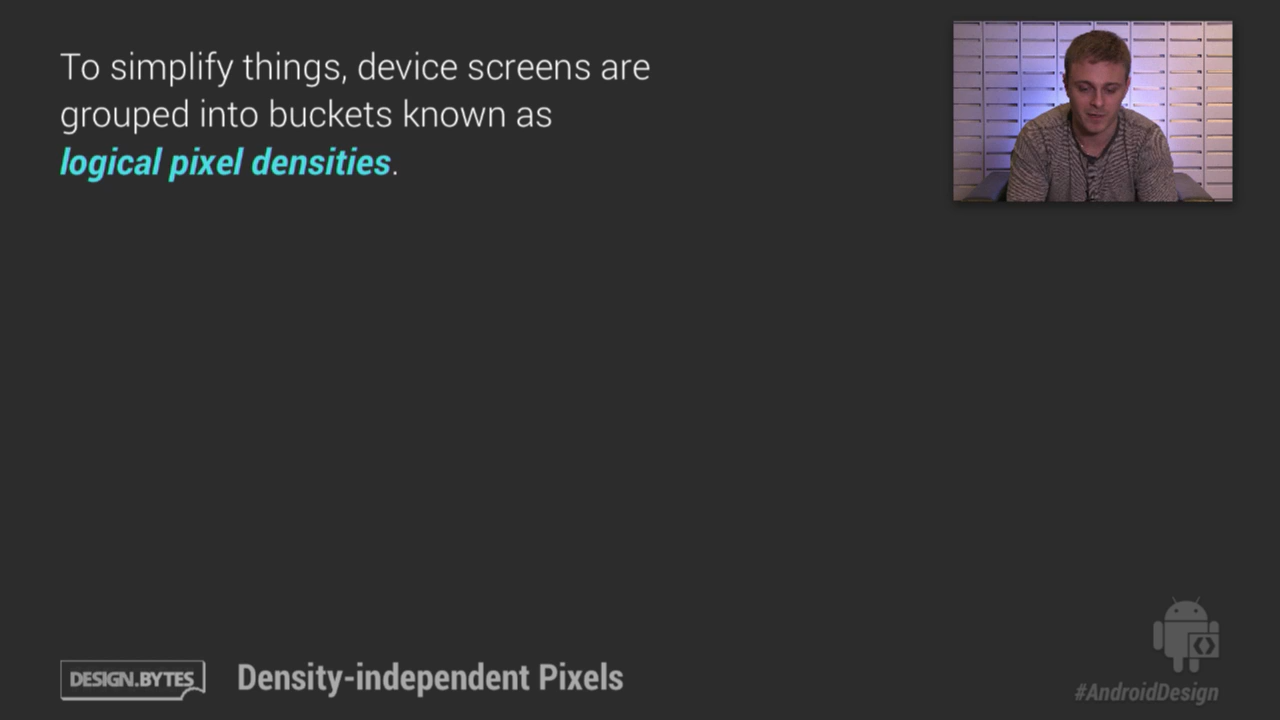 To simplify things, device screens are
grouped into buckets known as
logical pixel densities.
DESIGN.BYTES
Density-independent Pixels
#AndroidDesign